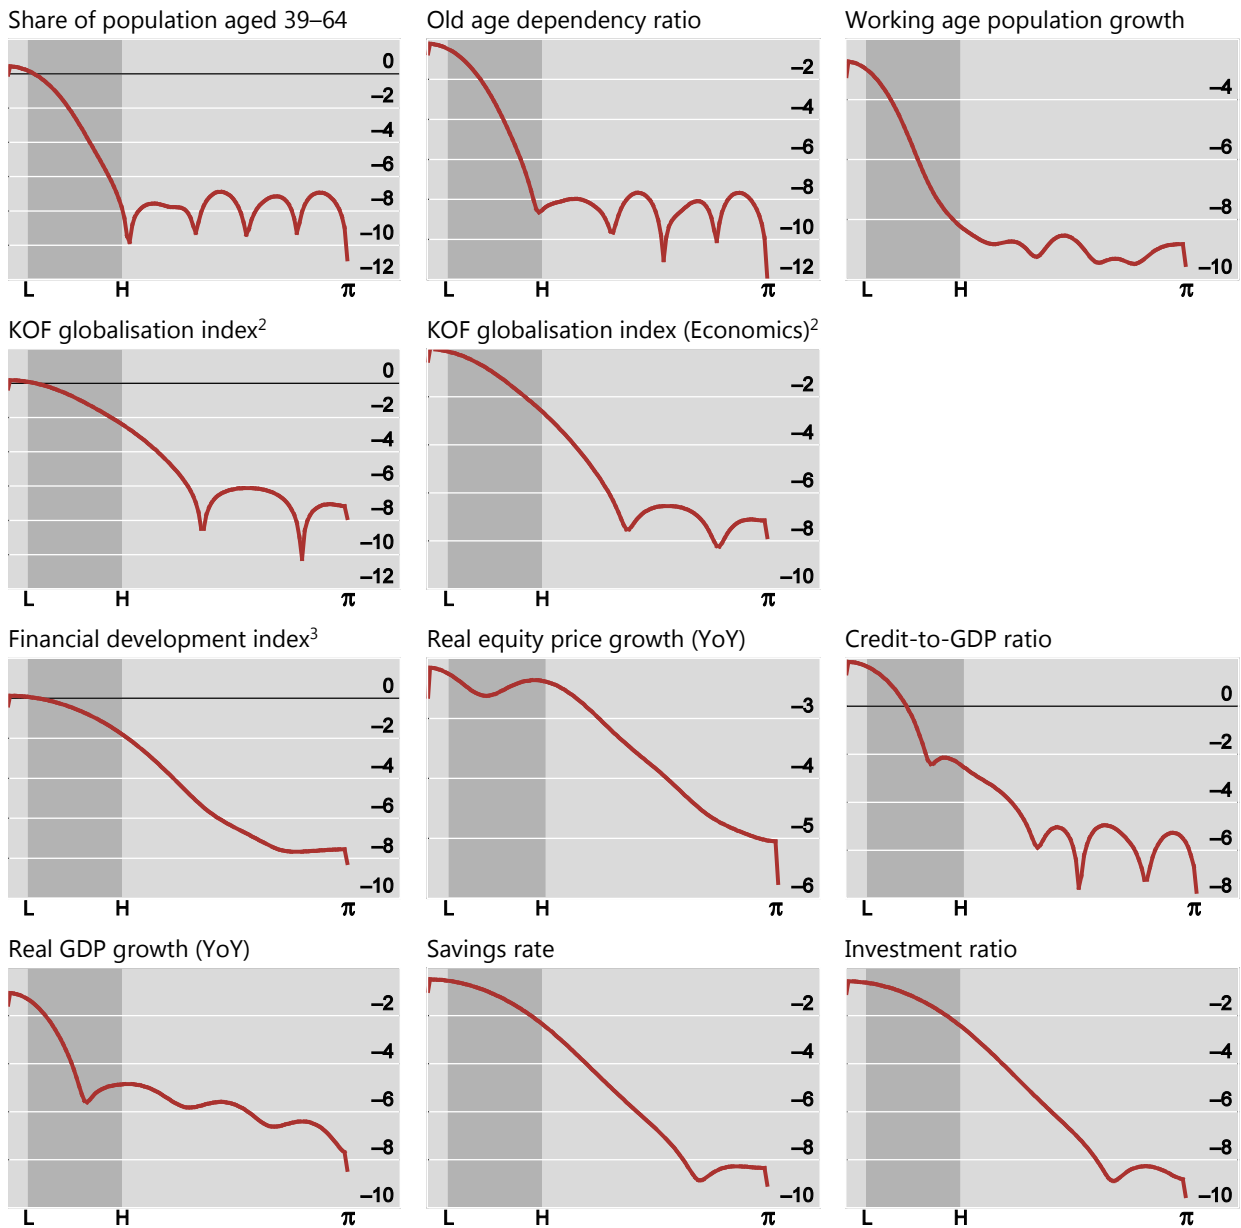 Share of population aged 39–64
Old age dependency ratio
Working age population growth
0
–2
–4
–6
–8
–10
–12
L H π
–2
–4
–6
–8
–10
–12
L H π
–4
–6
–8
–10
L H π
KOF globalisation index²
KOF globalisation index (Economics)²
0
–2
–4
–6
–8
–10
–12
L H π
–2
–4
–6
–8
–10
L H π
Financial development index³
Real equity price growth (YoY)
Credit-to-GDP ratio
0
–2
–4
–6
–8
–10
L H π
–3
–4
–5
–6
L H π
0
–2
–4
–6
–8
L H π
Real GDP growth (YoY)
Savings rate
Investment ratio
–2
–4
–6
–8
–10
L H π
–2
–4
–6
–8
–10
L H π
–2
–4
–6
–8
–10
L H π